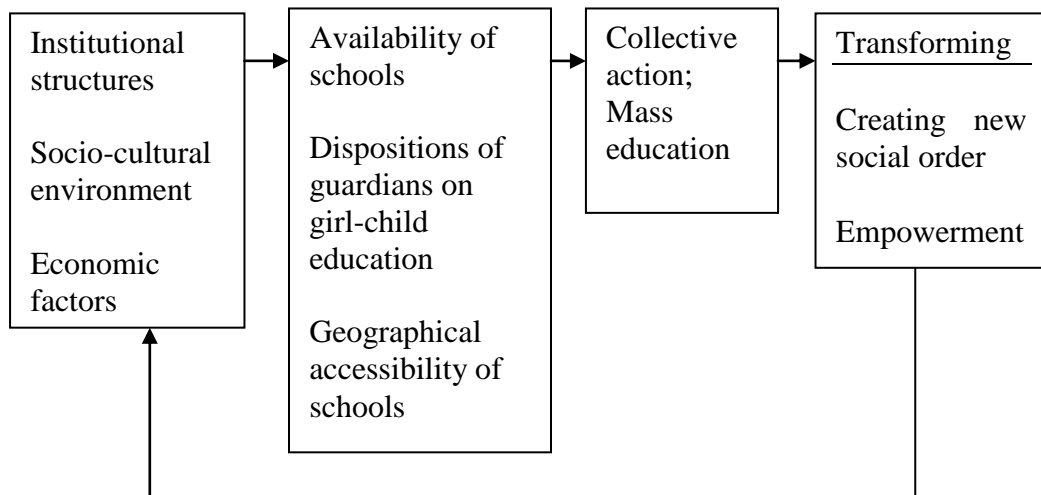 Institutional
structures
Socio-cultural
environment
Economic
factors
Availability of
schools
Dispositions of
guardians on
girl-child
education
Geographical
accessibility of
schools
Collective
action;
Mass
education
Transforming
Creating new
social order
Empowerment